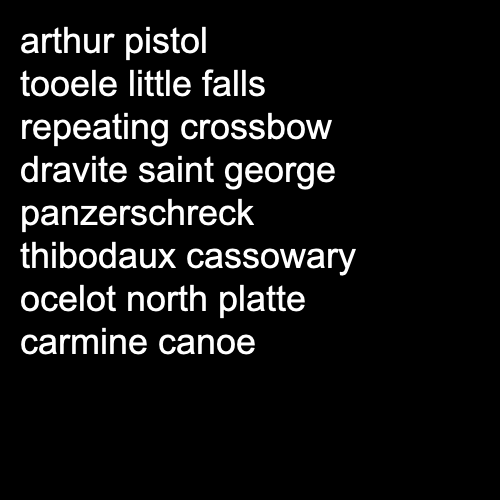 arthur pistol
tooele little falls
repeating crossbow
dravite saint george
panzerschreck
thibodaux cassowary
ocelot north platte
carmine canoe